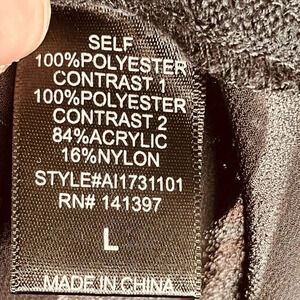 SELF
100%POLYESTER
CONTRAST 1
100%POLYESTER
CONTRAST 2
84%ACRYLIC
16%NYLON
STYLE#AI1731101
RN# 141397
L
MADE IN CHINA